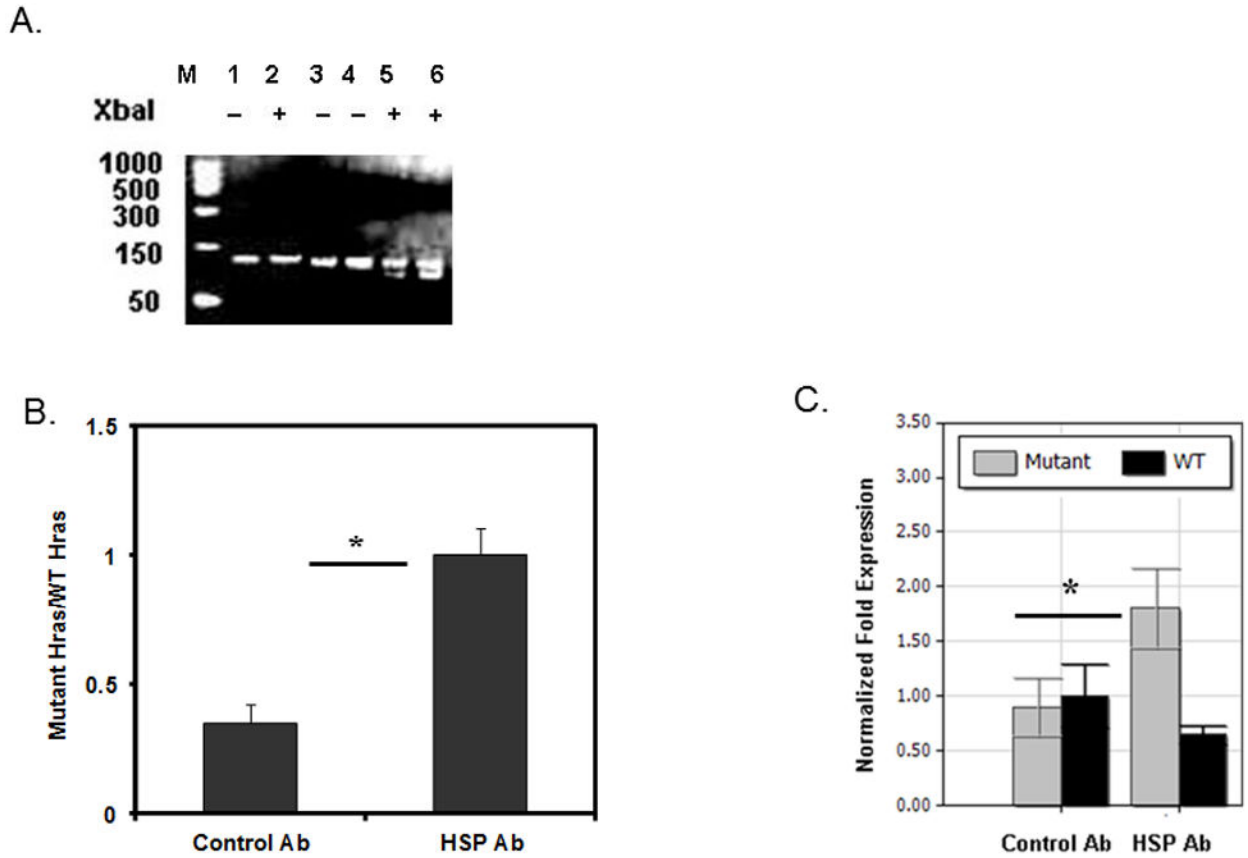 A.
M 1 2 3 4 5 6
XbaI – + – – + +
1000
500
300
150
50
B.
1.5
1
0.5
0
Mutant Hras/WT Hras
*
Control Ab HSP Ab
C.
3.50
3.00
2.50
2.00
1.50
1.00
0.50
0.00
Normalized Fold Expression
Mutant WT
*
Control Ab HSP Ab